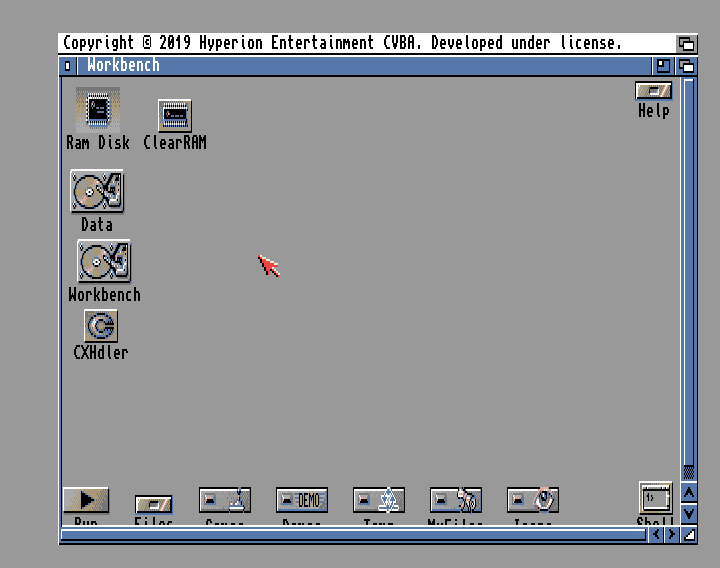 Copyright © 2019 Hyperion Entertainment CVBA. Developed under license.
Workbench
Help
Ram Disk ClearRAM
Data
Workbench
CXHdler
DEMO
1>
Run Files Games Demos MyFiles Icons Shell